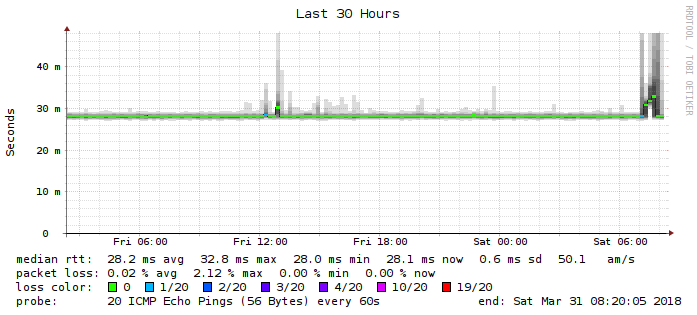 Last 30 Hours
RRDTOOL / TOBI OETIKER
Seconds
40 m
30 m
20 m
10 m
0
Fri 06:00 Fri 12:00 Fri 18:00 Sat 00:00 Sat 06:00
median rtt: 28.2 ms avg 32.8 ms max 28.0 ms min 28.1 ms now 0.6 ms sd 50.1 am/s
packet loss: 0.02 % avg 2.12 % max 0.00 % min 0.00 % now
loss color: 0 1/20 2/20 3/20 4/20 10/20 19/20
probe: 20 ICMP Echo Pings (56 Bytes) every 60s end: Sat Mar 31 08:20:05 2018